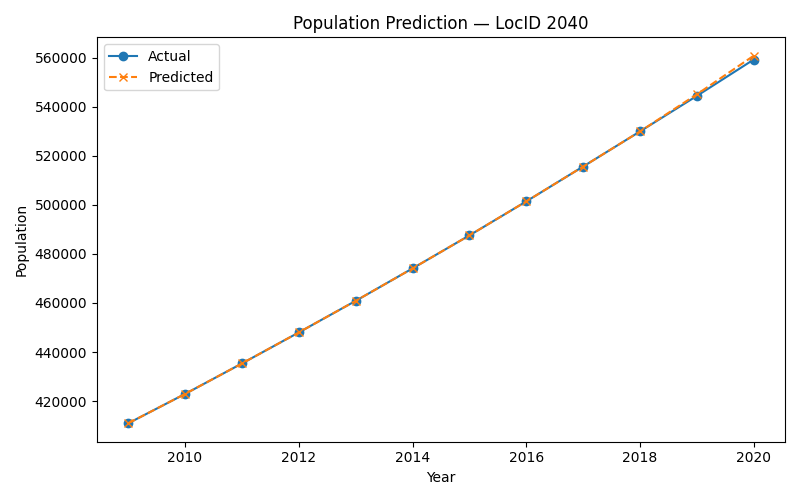 Population Prediction — LocID 2040
Actual
Predicted
Population
560000
540000
520000
500000
480000
460000
440000
420000
2010 2012 2014 2016 2018 2020
Year